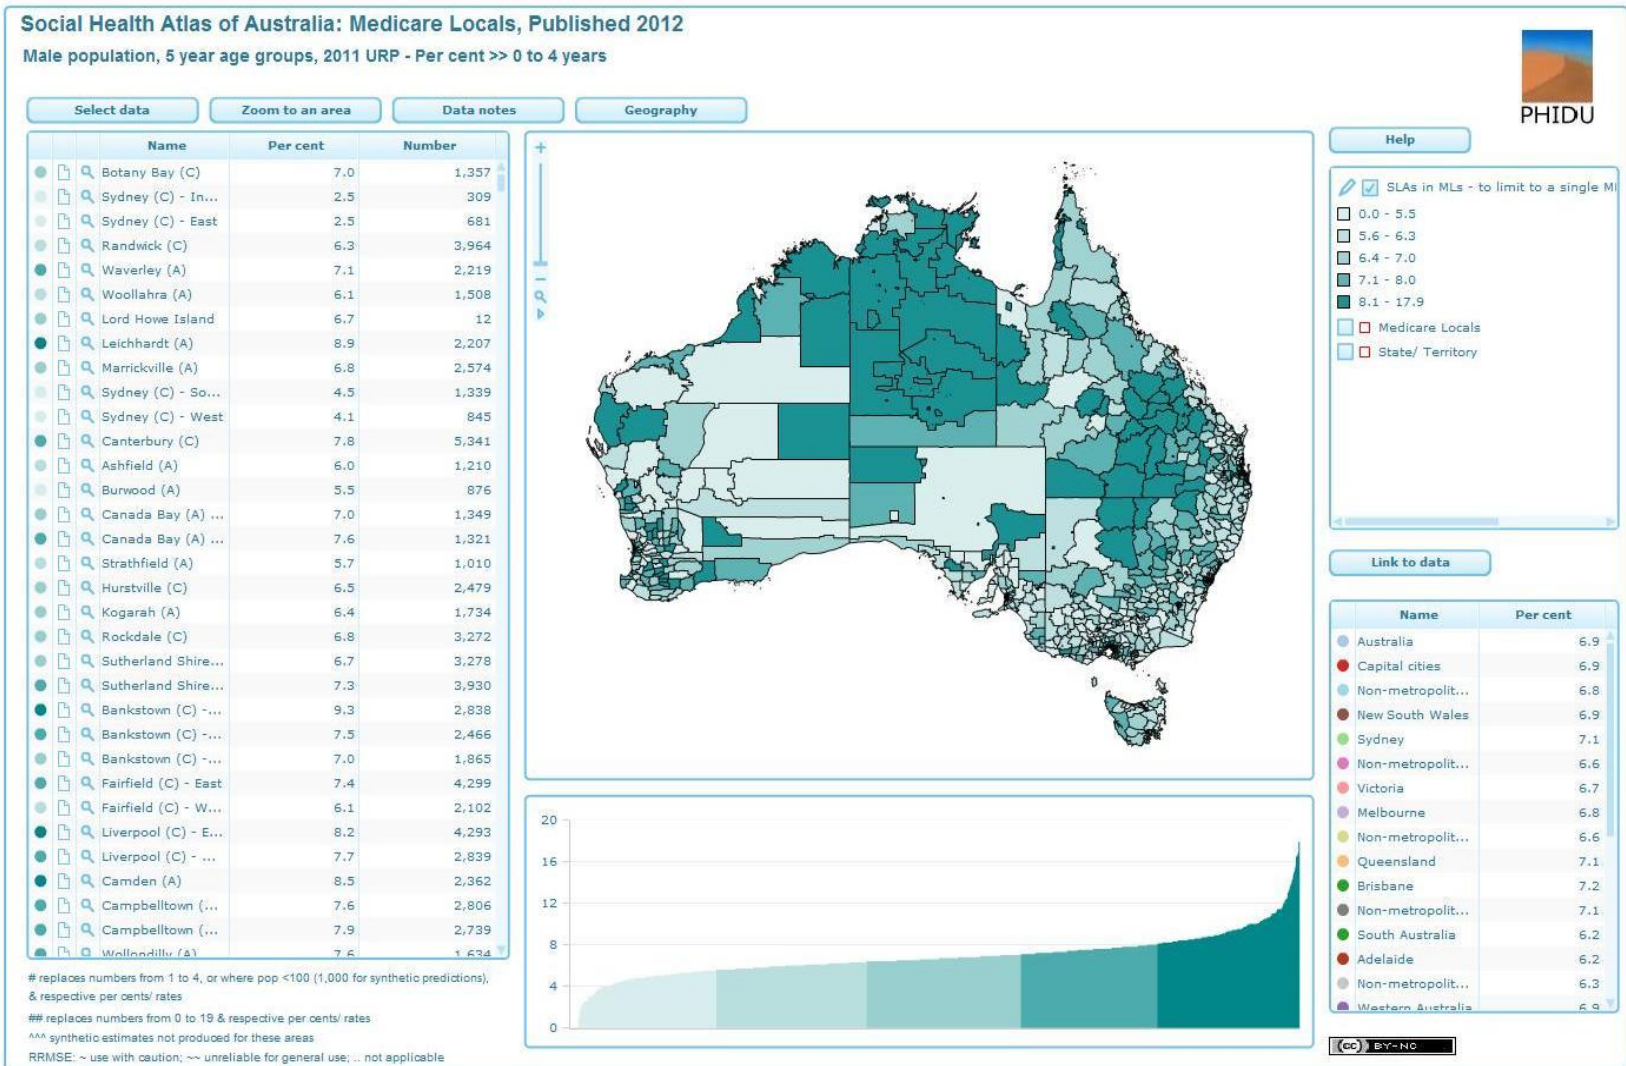 Social Health Atlas of Australia: Medicare Locals, Published 2012
Male population, 5 year age groups, 2011 URP - Per cent >> 0 to 4 years
PHIDU
Select data Zoom to an area Data notes Geography
Help
Name Per cent Number
Botany Bay (C) 7.0 1,357
Sydney (C) - In... 2.5 309
Sydney (C) - East 2.5 681
Randwick (C) 6.3 3,964
Waverley (A) 7.1 2,219
Woollahra (A) 6.1 1,508
Lord Howe Island 6.7 12
Leichhardt (A) 8.9 2,207
Marrickville (A) 6.8 2,574
Sydney (C) - So... 4.5 1,339
Sydney (C) - West 4.1 845
Canterbury (C) 7.8 5,341
Ashfield (A) 6.0 1,210
Burwood (A) 5.5 876
Canada Bay (A) ... 7.0 1,349
Canada Bay (A) ... 7.6 1,321
Strathfield (A) 5.7 1,010
Hurstville (C) 6.5 2,479
Kogarah (A) 6.4 1,734
Rockdale (C) 6.8 3,272
Sutherland Shire... 6.7 3,278
Sutherland Shire... 7.3 3,930
Bankstown (C) -... 9.3 2,838
Bankstown (C) -... 7.5 2,466
Bankstown (C) -... 7.0 1,865
Fairfield (C) - East 7.4 4,299
Fairfield (C) - W... 6.1 2,102
Liverpool (C) - E... 8.2 4,293
Liverpool (C) - ... 7.7 2,839
Camden (A) 8.5 2,362
Campbelltown (... 7.6 2,806
Campbelltown (... 7.9 2,739
Wollondilly (A) 7.6 1,634
# replaces numbers from 1 to 4, or where pop <100 (1,000 for synthetic predictions),
& respective per cents/ rates
## replaces numbers from 0 to 19 & respective per cents/ rates
^^^ synthetic estimates not produced for these areas
RRMSE: ~ use with caution; ~~ unreliable for general use; .. not applicable
20
16
12
8
4
0
SLAs in MLs - to limit to a single Ml
0.0 - 5.5
5.6 - 6.3
6.4 - 7.0
7.1 - 8.0
8.1 - 17.9
Medicare Locals
State/ Territory
Link to data
Name Per cent
Australia 6.9
Capital cities 6.9
Non-metropolit... 6.8
New South Wales 6.9
Sydney 7.1
Non-metropolit... 6.6
Victoria 6.7
Melbourne 6.8
Non-metropolit... 6.6
Queensland 7.1
Brisbane 7.2
Non-metropolit... 7.1
South Australia 6.2
Adelaide 6.2
Non-metropolit... 6.3
Western Australia 6.9
(cc) BY-NC